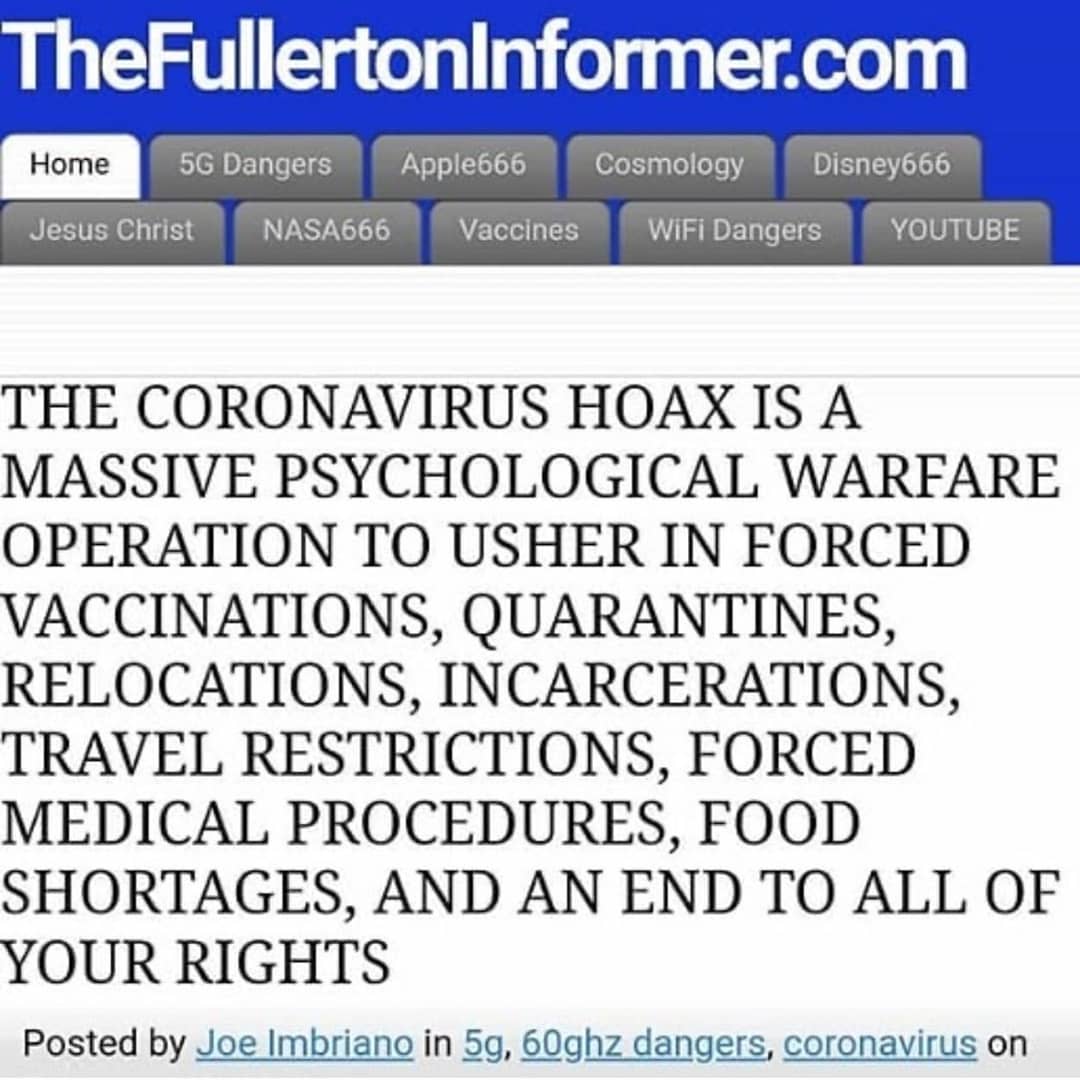 TheFullertonInformer.com
Home 5G Dangers Apple666 Cosmology Disney666
Jesus Christ NASA666 Vaccines WiFi Dangers YOUTUBE
THE CORONAVIRUS HOAX IS A
MASSIVE PSYCHOLOGICAL WARFARE
OPERATION TO USHER IN FORCED
VACCINATIONS, QUARANTINES,
RELOCATIONS, INCARCERATIONS,
TRAVEL RESTRICTIONS, FORCED
MEDICAL PROCEDURES, FOOD
SHORTAGES, AND AN END TO ALL OF
YOUR RIGHTS
Posted by Joe Imbriano in 5g, 60ghz dangers, coronavirus on